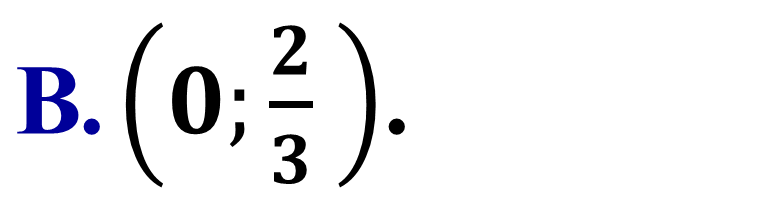 B. (0; 2/3).